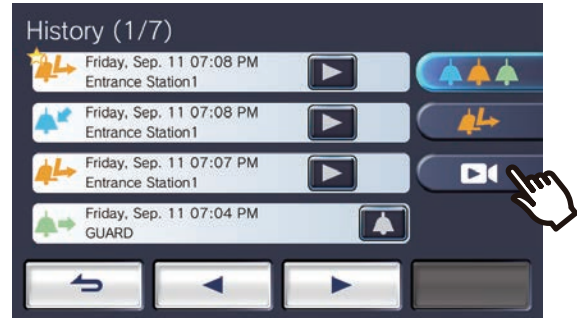 History (1/7)
Friday, Sep. 11 07:08 PM
Entrance Station1
Friday, Sep. 11 07:08 PM
Entrance Station1
Friday, Sep. 11 07:07 PM
Entrance Station1
Friday, Sep. 11 07:04 PM
GUARD